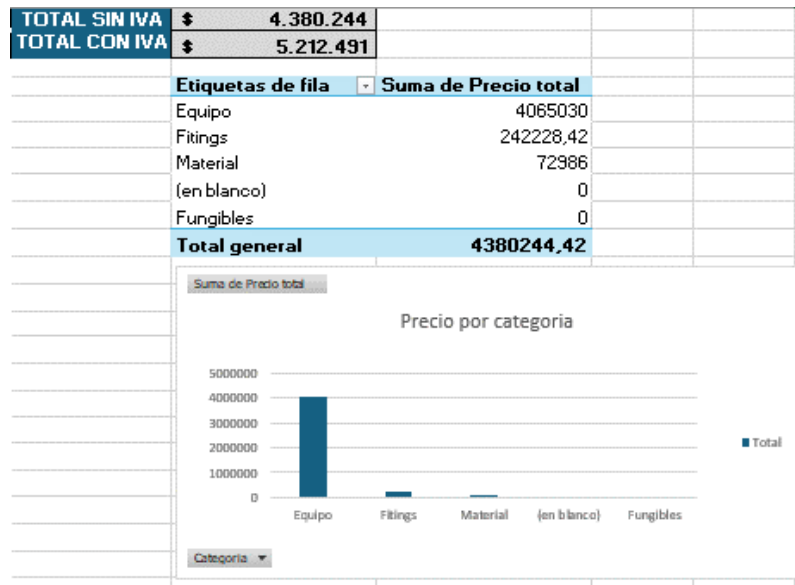 TOTAL SIN IVA $ 4.380.244
TOTAL CON IVA $ 5.212.491
Etiquetas de fila Suma de Precio total
Equipo 4065030
Fitings 242228,42
Material 72986
(en blanco) 0
Fungibles 0
Total general 4380244,42
Suma de Precio total
Precio por categoria
5000000
4000000
3000000
2000000
1000000
0
Total
Equipo Fitings Material (en blanco) Fungibles
Categoria